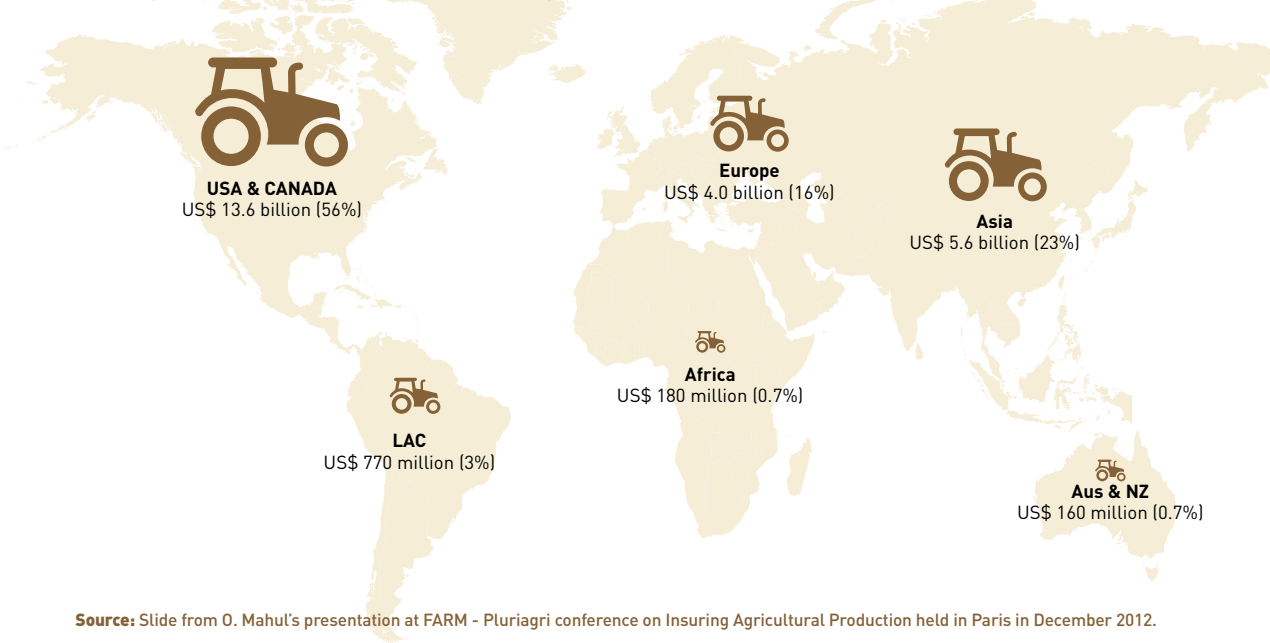 USA & CANADA
US$ 13.6 billion (56%)
Europe
US$ 4.0 billion (16%)
Asia
US$ 5.6 billion (23%)
Africa
US$ 180 million (0.7%)
LAC
US$ 770 million (3%)
Aus & NZ
US$ 160 million (0.7%)
Source: Slide from O. Mahul's presentation at FARM - Pluriagri conference on Insuring Agricultural Production held in Paris in December 2012.